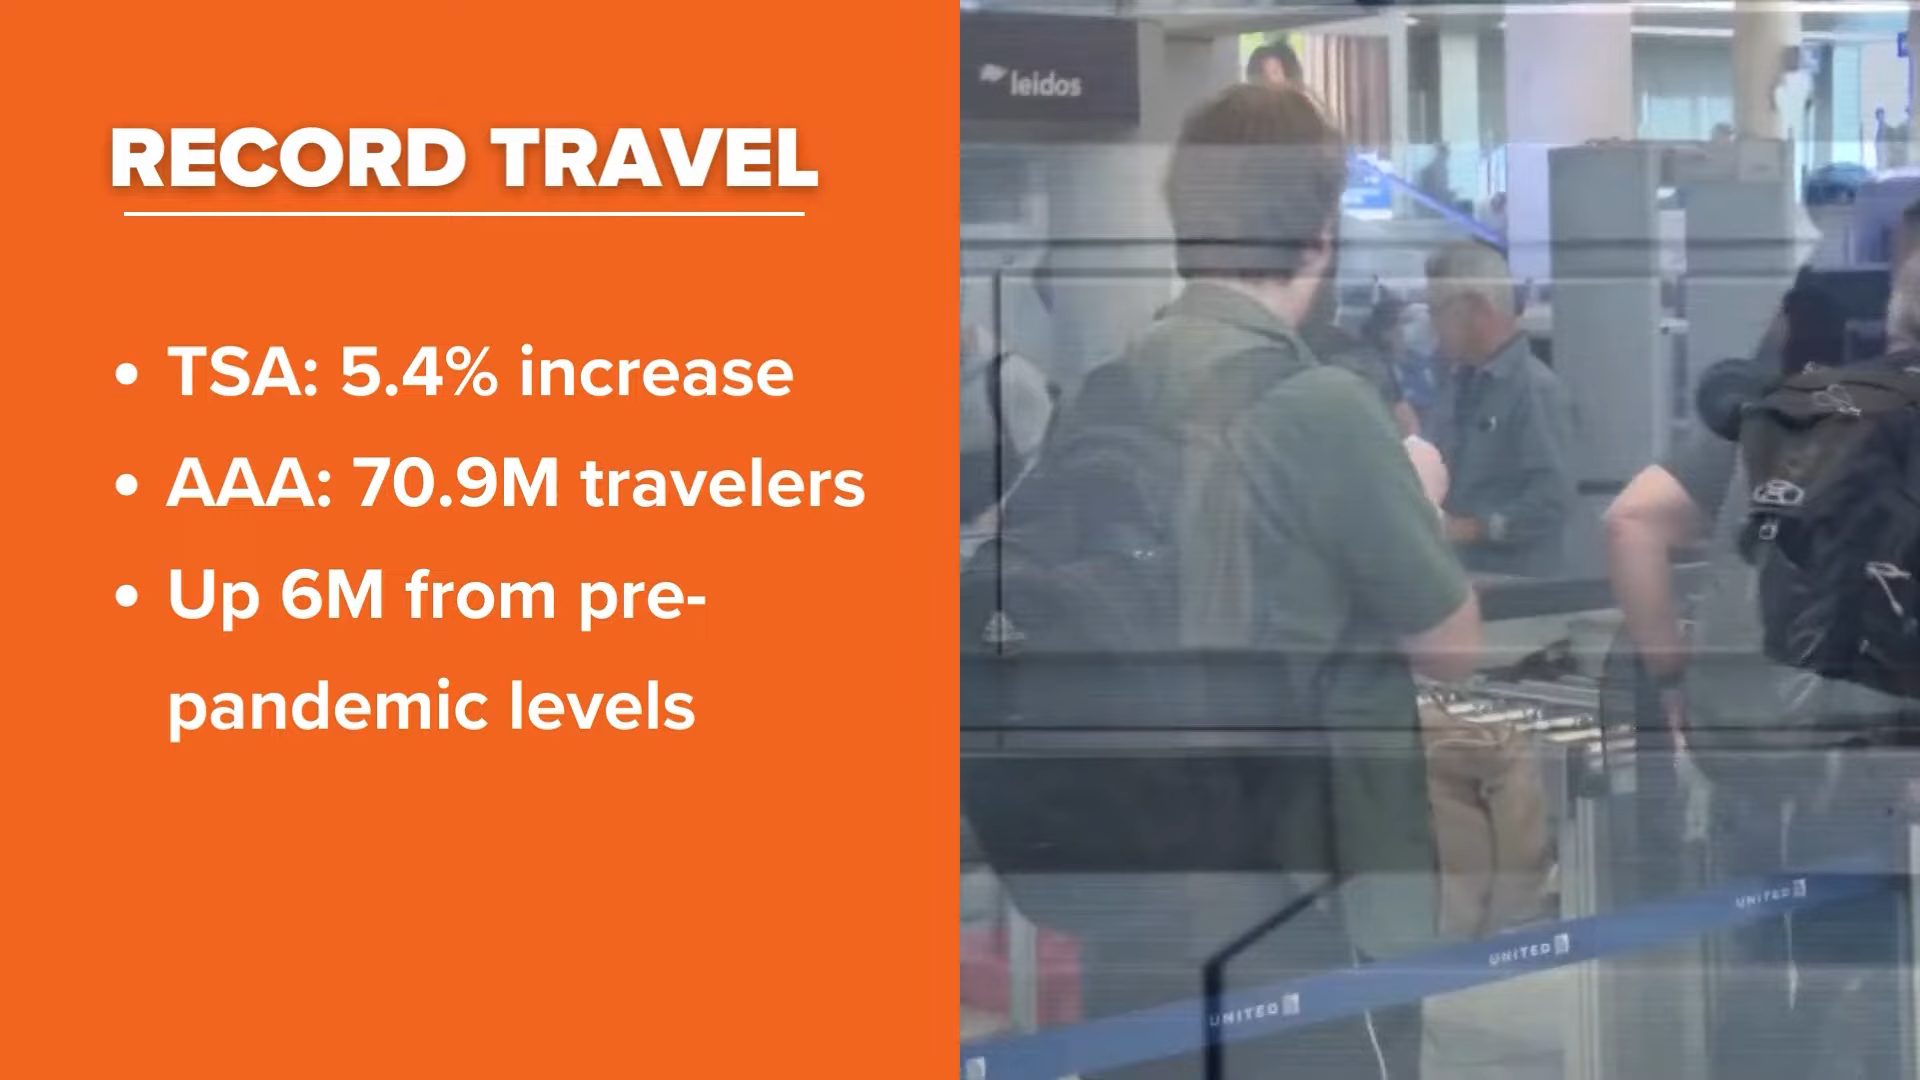 RECORD TRAVEL
• TSA: 5.4% increase
• AAA: 70.9M travelers
• Up 6M from pre-
pandemic levels
leidos
UNITED
UNITED
UNITED